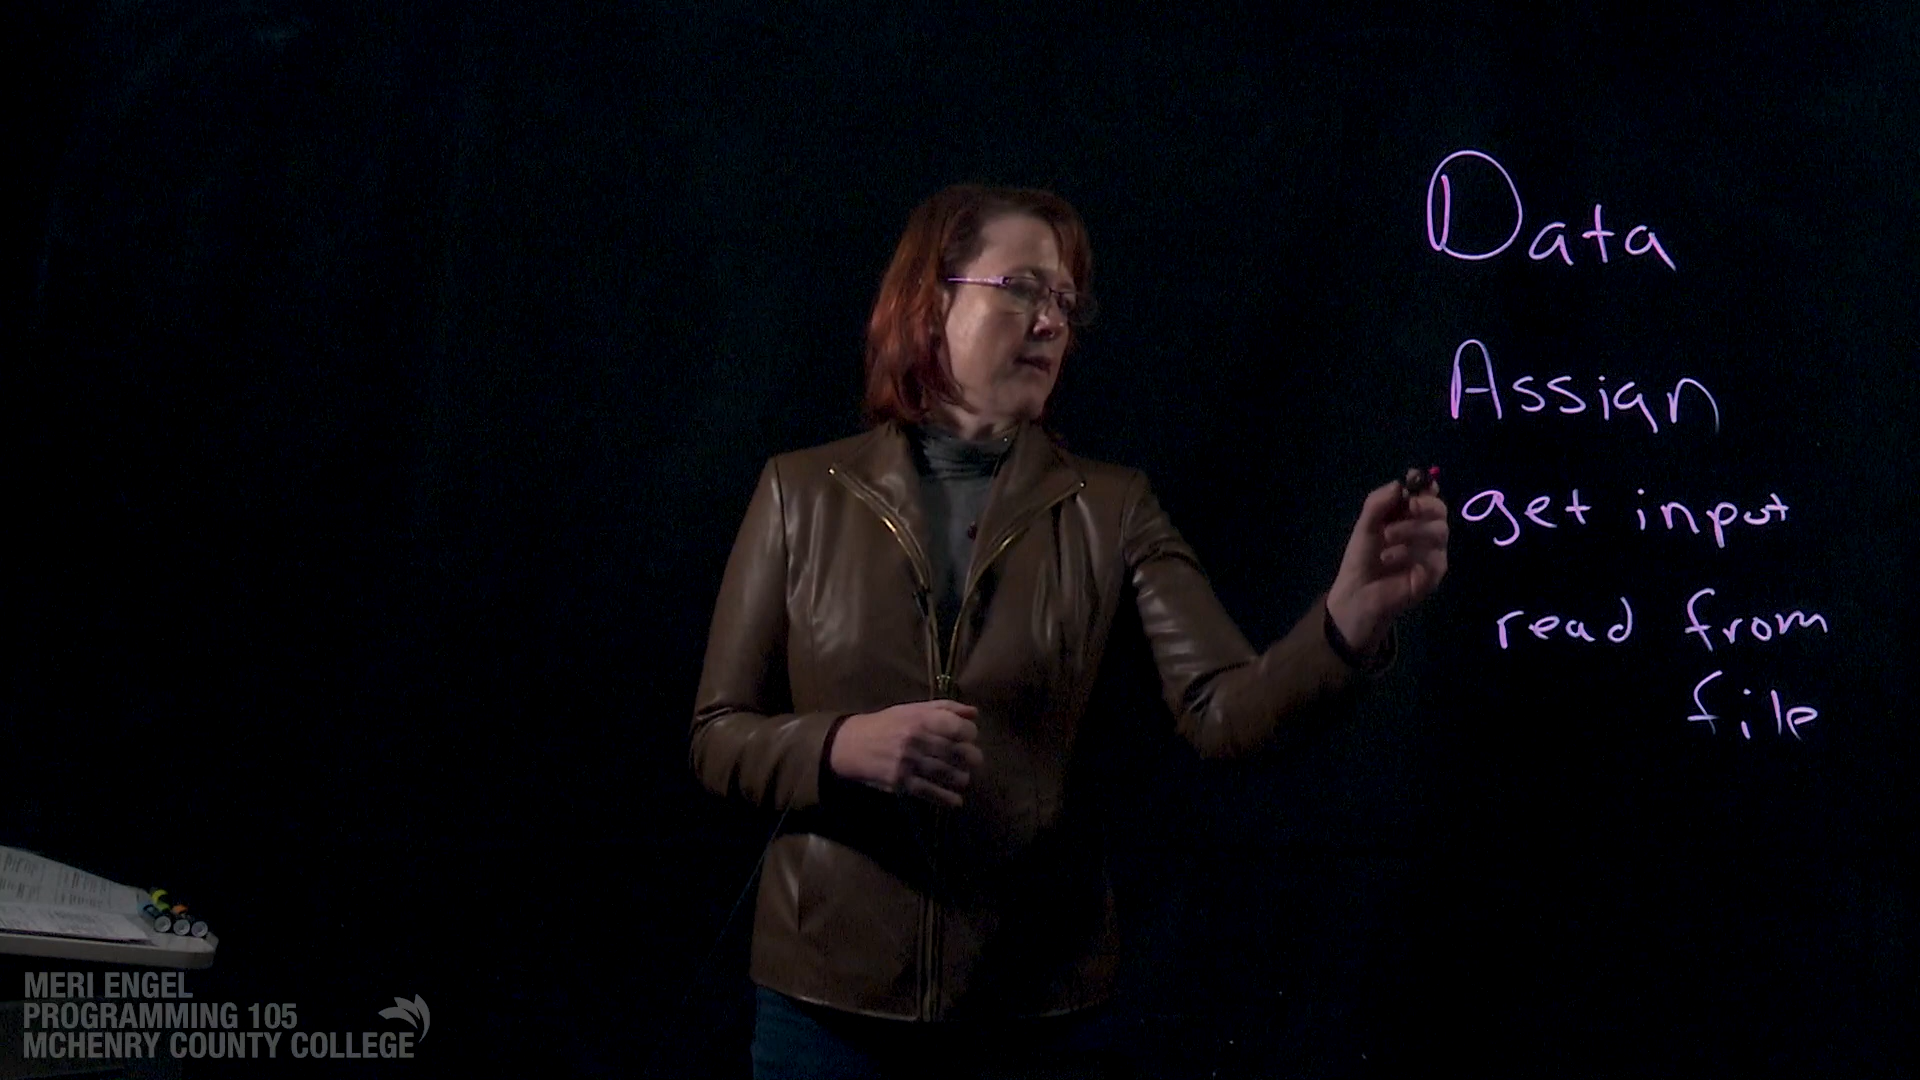 Data
Assign
get input
read from
file
MERI ENGEL
PROGRAMMING 105
MCHENRY COUNTY COLLEGE